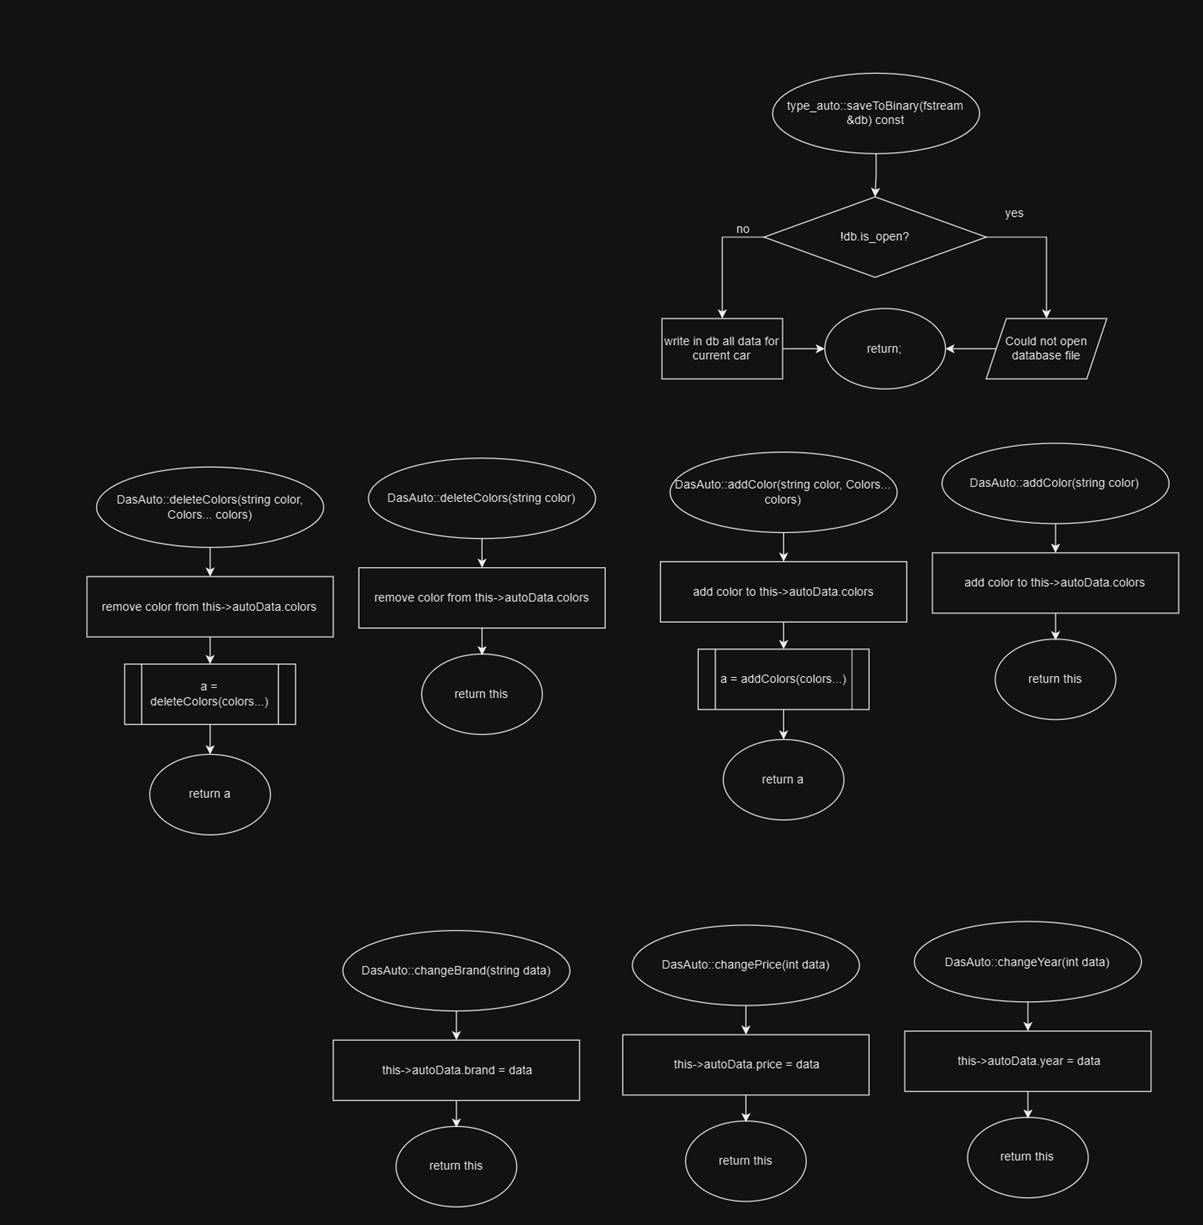 type_auto::saveToBinary(fstream
&db) const
yes
no
!db.is_open?
write in db all data for
current car
return;
Could not open
database file
DasAuto::deleteColors(string color,
Colors... colors)
DasAuto::deleteColors(string color)
DasAuto::addColor(string color, Colors...
colors)
DasAuto::addColor(string color)
remove color from this->autoData.colors
remove color from this->autoData.colors
add color to this->autoData.colors
add color to this->autoData.colors
a =
deleteColors(colors...)
return this
a = addColors(colors...)
return this
return a
return a
DasAuto::changeBrand(string data)
DasAuto::changePrice(int data)
DasAuto::changeYear(int data)
this->autoData.brand = data
this->autoData.price = data
this->autoData.year = data
return this
return this
return this